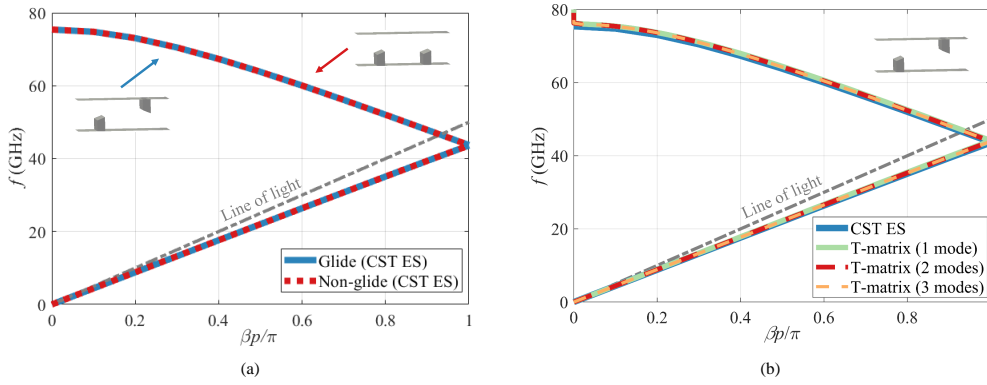 (a)
80
60
40
20
0
f (GHz)
Line of light
Glide (CST ES)
Non-glide (CST ES)
0 0.2 0.4 0.6 0.8 1
βp/π
(a)
(b)
80
60
40
20
0
f (GHz)
Line of light
CST ES
T-matrix (1 mode)
T-matrix (2 modes)
T-matrix (3 modes)
0 0.2 0.4 0.6 0.8
βp/π
(b)